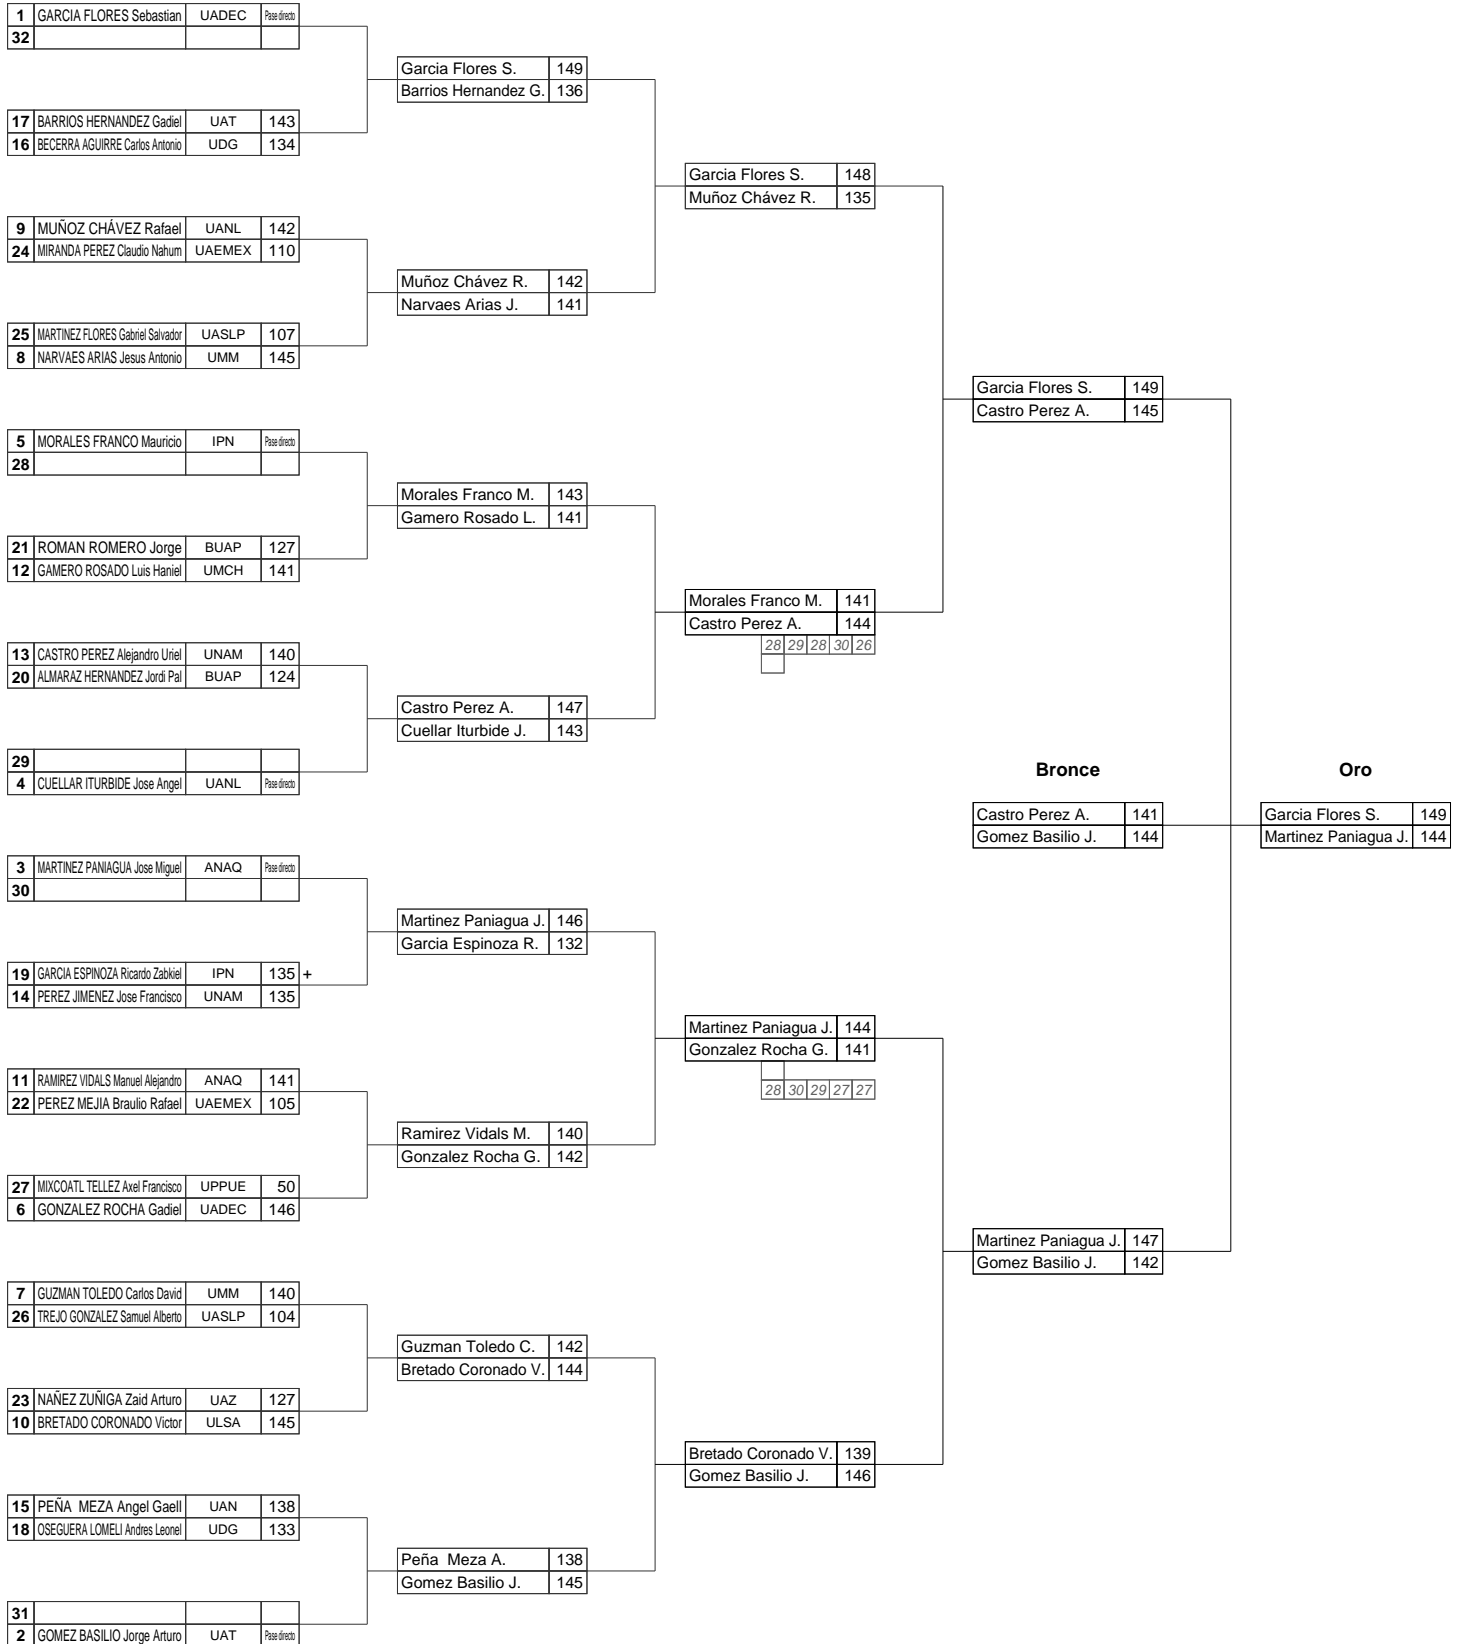 1 GARCIA FLORES Sebastian UADEC Pase directo
32
17 BARRIOS HERNANDEZ Gadiel UAT 143
16 BECERRA AGUIRRE Carlos Antonio UDG 134
9 MUÑOZ CHÁVEZ Rafael UANL 142
24 MIRANDA PEREZ Claudio Nahum UAEMEX 110
25 MARTINEZ FLORES Gabriel Salvador UASLP 107
8 NARVAES ARIAS Jesus Antonio UMM 145
5 MORALES FRANCO Mauricio IPN Pase directo
28
21 ROMAN ROMERO Jorge BUAP 127
12 GAMERO ROSADO Luis Haniel UMCH 141
13 CASTRO PEREZ Alejandro Uriel UNAM 140
20 ALMARAZ HERNANDEZ Jordi Pal BUAP 124
29
4 CUELLAR ITURBIDE Jose Angel UANL Pase directo
3 MARTINEZ PANIAGUA Jose Miguel ANAQ Pase directo
30
19 GARCIA ESPINOZA Ricardo Zabkiel IPN 135 +
14 PEREZ JIMENEZ Jose Francisco UNAM 135
11 RAMIREZ VIDALS Manuel Alejandro ANAQ 141
22 PEREZ MEJIA Braulio Rafael UAEMEX 105
27 MIXCOATL TELLEZ Axel Francisco UPPUE 50
6 GONZALEZ ROCHA Gadiel UADEC 146
7 GUZMAN TOLEDO Carlos David UMM 140
26 TREJO GONZALEZ Samuel Alberto UASLP 104
23 NAÑEZ ZUÑIGA Zaid Arturo UAZ 127
10 BRETADO CORONADO Victor ULSA 145
15 PEÑA  MEZA Angel Gaell UAN 138
18 OSEGUERA LOMELI Andres Leonel UDG 133
31
2 GOMEZ BASILIO Jorge Arturo UAT Pase directo
Garcia Flores S. 149
Barrios Hernandez G. 136
Muñoz Chávez R. 142
Narvaes Arias J. 141
Morales Franco M. 143
Gamero Rosado L. 141
Castro Perez A. 147
Cuellar Iturbide J. 143
Martinez Paniagua J. 146
Garcia Espinoza R. 132
Ramirez Vidals M. 140
Gonzalez Rocha G. 142
Guzman Toledo C. 142
Bretado Coronado V. 144
Peña  Meza A. 138
Gomez Basilio J. 145
Garcia Flores S. 148
Muñoz Chávez R. 135
Morales Franco M. 141
Castro Perez A. 144
28 29 28 30 26
Martinez Paniagua J. 144
Gonzalez Rocha G. 141
28 30 29 27 27
Bretado Coronado V. 139
Gomez Basilio J. 146
Garcia Flores S. 149
Castro Perez A. 145
Martinez Paniagua J. 147
Gomez Basilio J. 142
Bronce
Castro Perez A. 141
Gomez Basilio J. 144
Oro
Garcia Flores S. 149
Martinez Paniagua J. 144